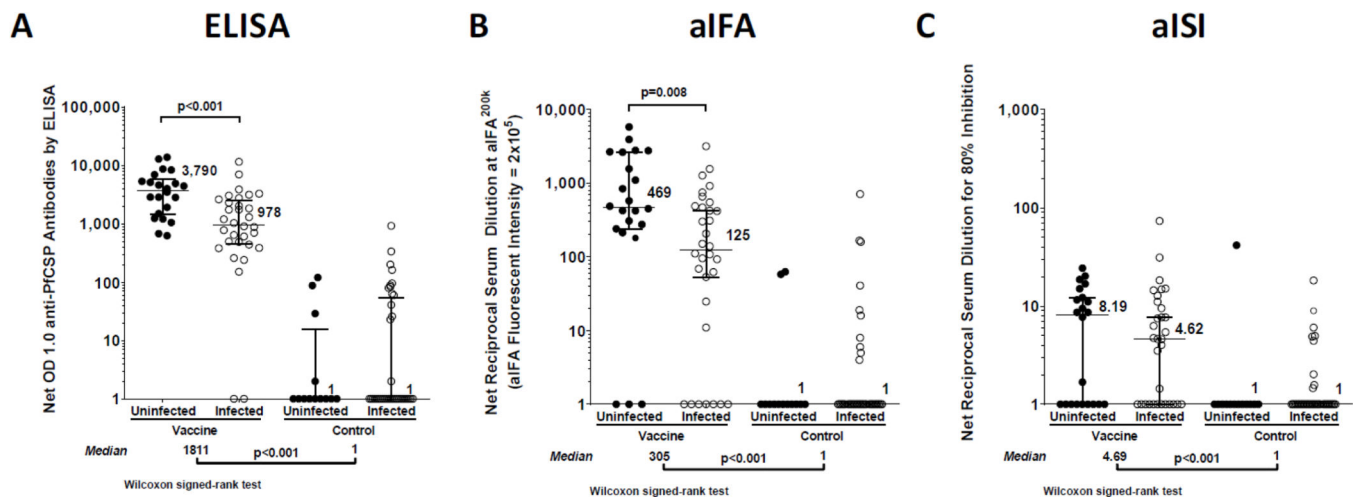 A
ELISA
Net OD 1.0 anti-PfCSP Antibodies by ELISA
100,000
10,000
1,000
100
10
1
p<0.001
3,790
978
1
1
Uninfected
Infected
Uninfected
Infected
Vaccine
Control
Median
1811
p<0.001
1
Wilcoxon signed-rank test
B
aIFA
Net Reciprocal Serum Dilution at aIFA200k
(aIFA Fluorescent Intensity = 2x10⁵)
10,000
1,000
100
10
1
p=0.008
469
125
1
1
Uninfected
Infected
Uninfected
Infected
Vaccine
Control
Median
305
p<0.001
1
Wilcoxon signed-rank test
C
aISI
Net Reciprocal Serum Dilution for 80% Inhibition
1,000
100
10
1
8.19
4.62
1
1
Uninfected
Infected
Uninfected
Infected
Vaccine
Control
Median
4.69
p<0.001
1
Wilcoxon signed-rank test